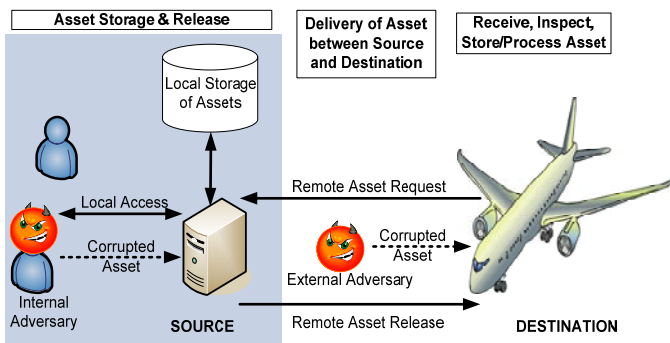 Asset Storage & Release
Delivery of Asset
between Source
and Destination
Receive, Inspect,
Store/Process Asset
Local Storage
of Assets
Local Access
Corrupted
Asset
Internal
Adversary
SOURCE
Remote Asset Request
Corrupted
Asset
External Adversary
Remote Asset Release
DESTINATION